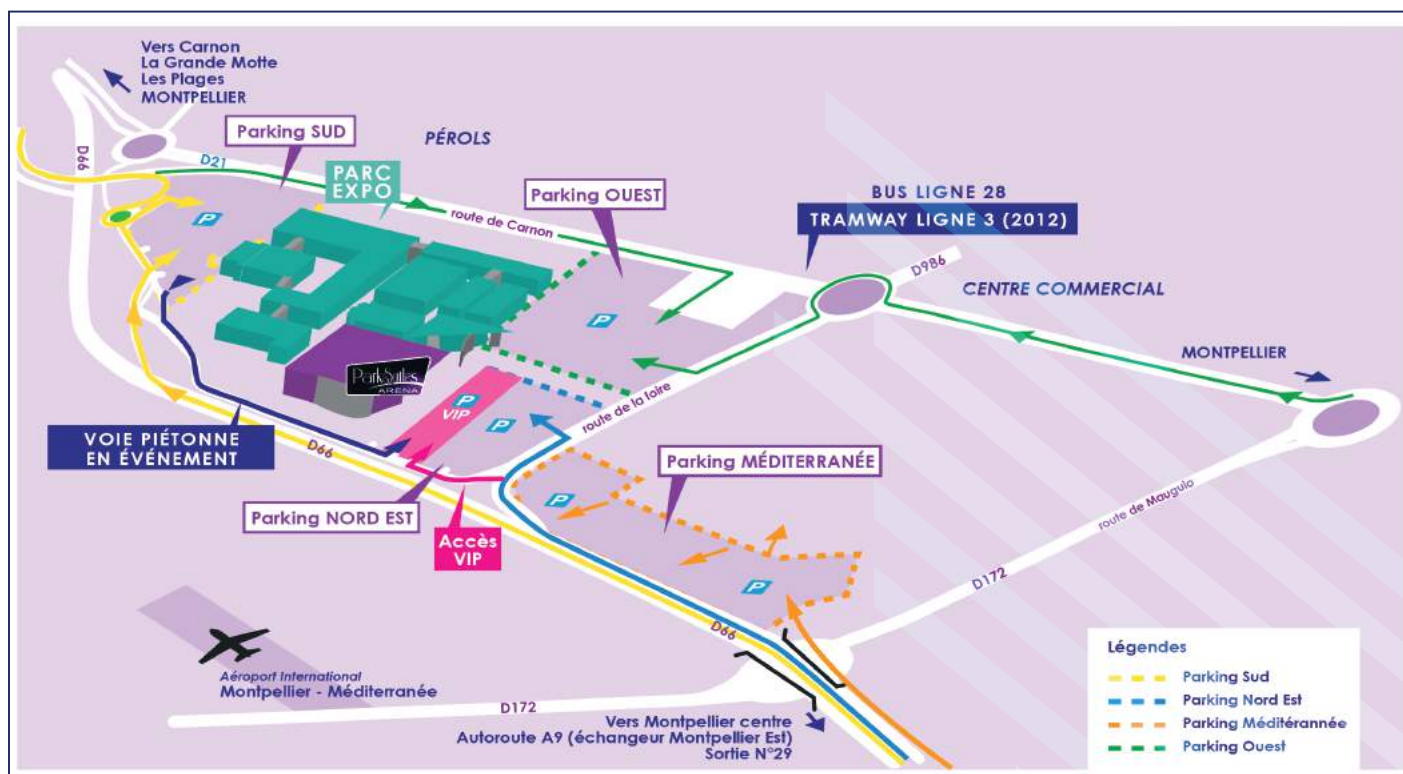 Vers Carnon
La Grande Motte
Les Plages
MONTPELLIER
Parking SUD
PÉROLS
D66
D21
PARC
EXPO
Parking OUEST
BUS LIGNE 28
TRAMWAY LIGNE 3 (2012)
route de Carnon
P
D986
CENTRE COMMERCIAL
P
MONTPELLIER
Park&Suites
ARENA
P
VIP
P
route de la foire
VOIE PIÉTONNE
EN ÉVÉNEMENT
D66
Parking MÉDITERRANÉE
P
Parking NORD EST
route de Mauguio
Accès
VIP
P
D172
D66
Aéroport International
Montpellier - Méditerranée
D172
Vers Montpellier centre
Autoroute A9 (échangeur Montpellier Est)
Sortie N°29
Légendes
Parking Sud
Parking Nord Est
Parking Méditérannée
Parking Ouest